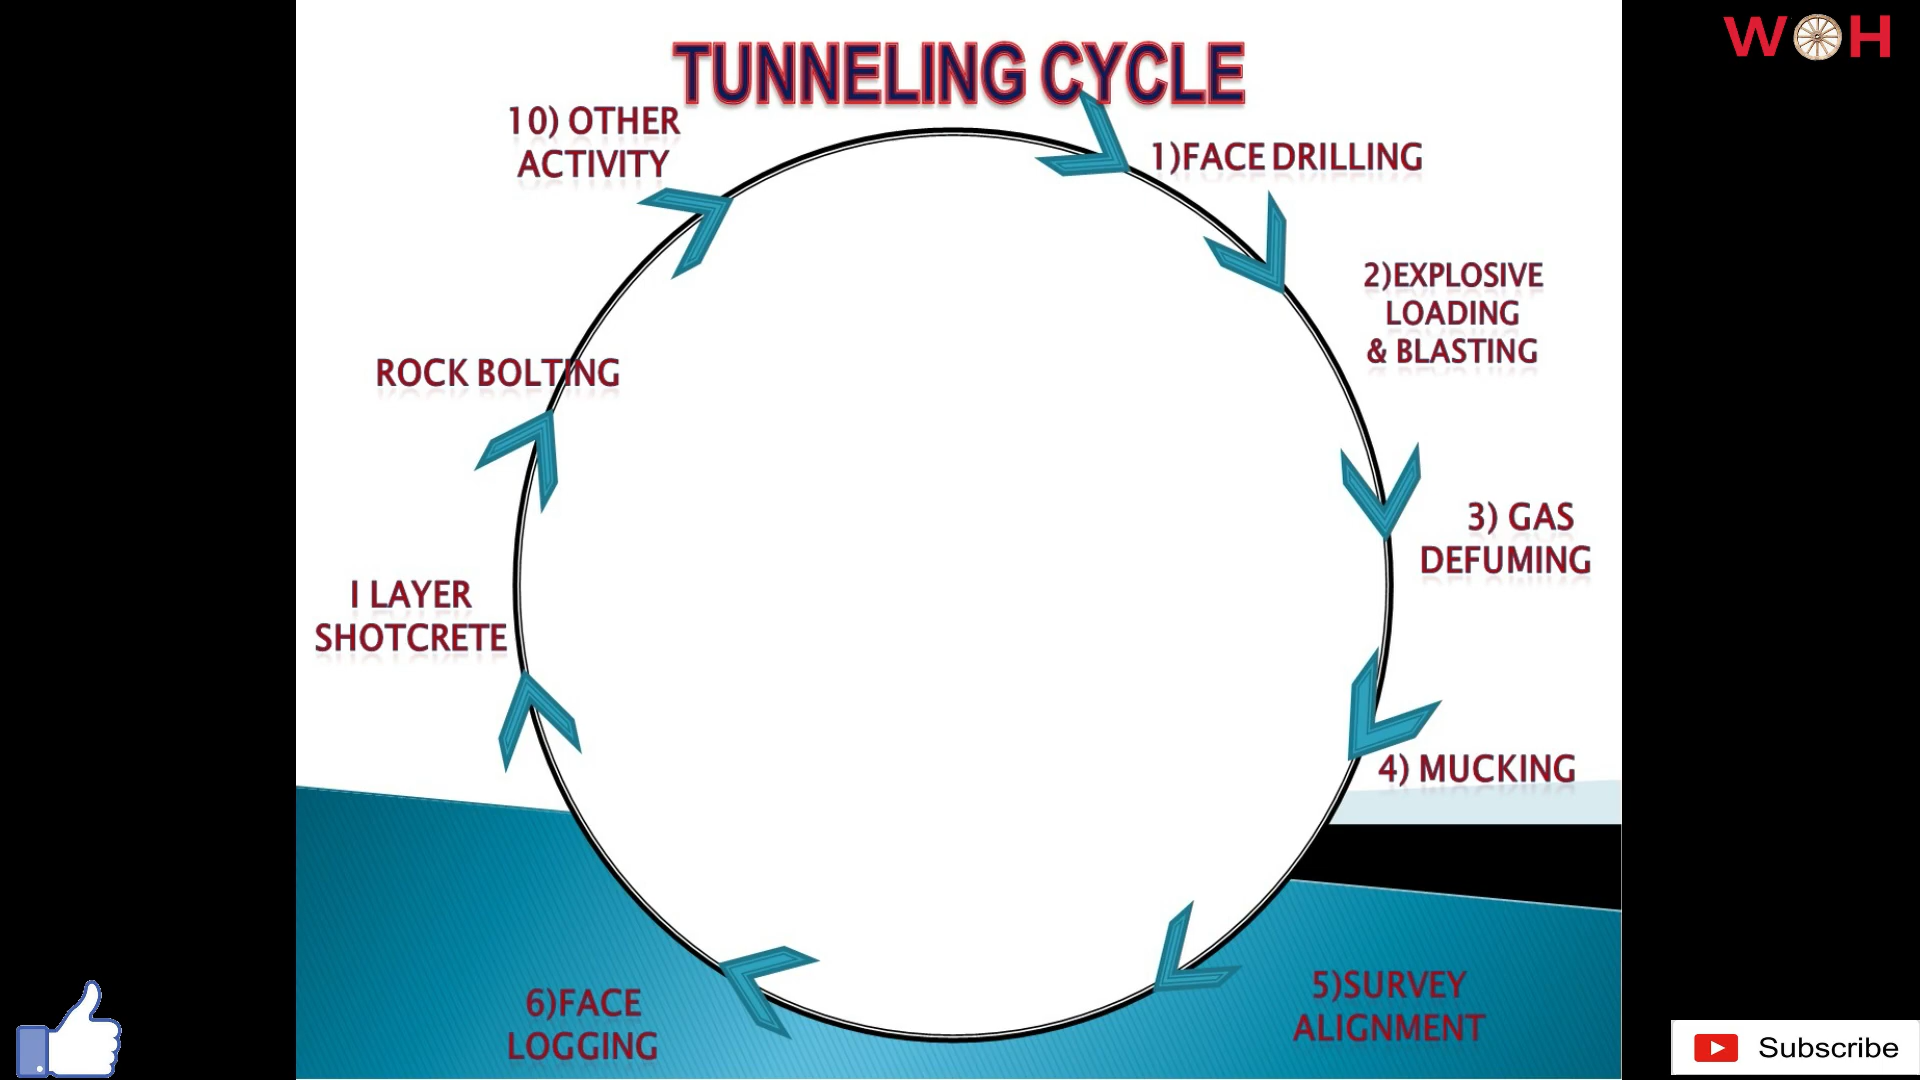 TUNNELING CYCLE
W H
10) OTHER
ACTIVITY
1)FACE DRILLING
2)EXPLOSIVE
LOADING
& BLASTING
ROCK BOLTING
3) GAS
DEFUMING
I LAYER
SHOTCRETE
4) MUCKING
5)SURVEY
ALIGNMENT
6)FACE
LOGGING
Subscribe